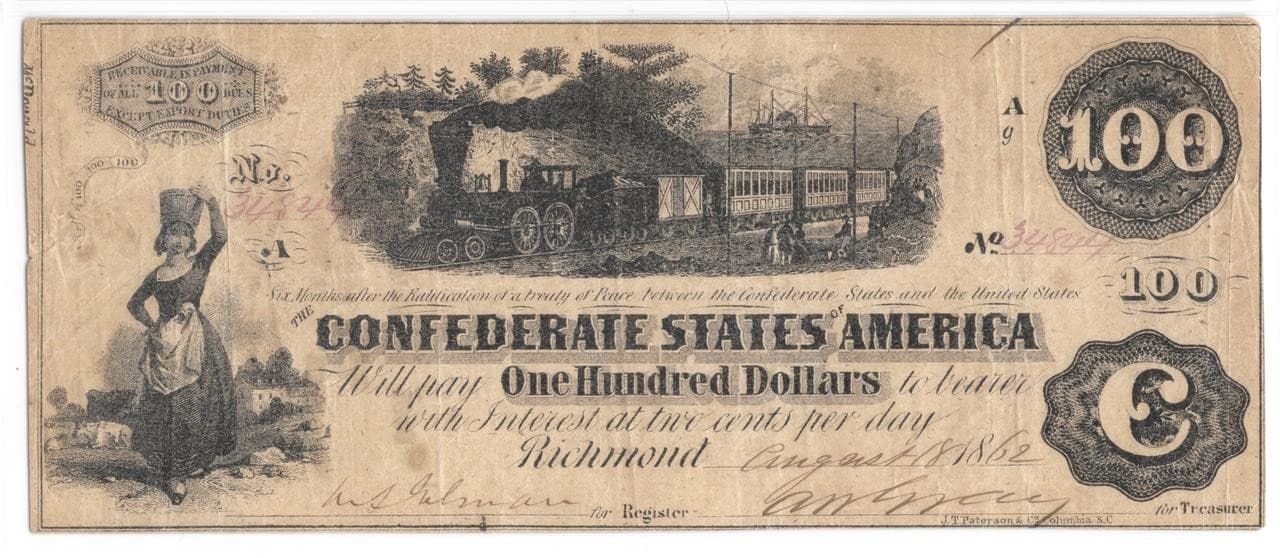 RECEIVABLE IN PAYMENT
OF ALL 100 DUES
EXCEPT EXPORT DUTIES
100 100 100
No.
34844
A
A
g
100
No 34844
100
Six Months after the Ratification of a treaty of Peace between the Confederate States and the United States
THE CONFEDERATE STATES OF AMERICA
Will pay One Hundred Dollars to bearer
with Interest at two cents per day
Richmond August 18 1862
C
for Register
for Treasurer
J.T. Paterson & Co Columbia S.C